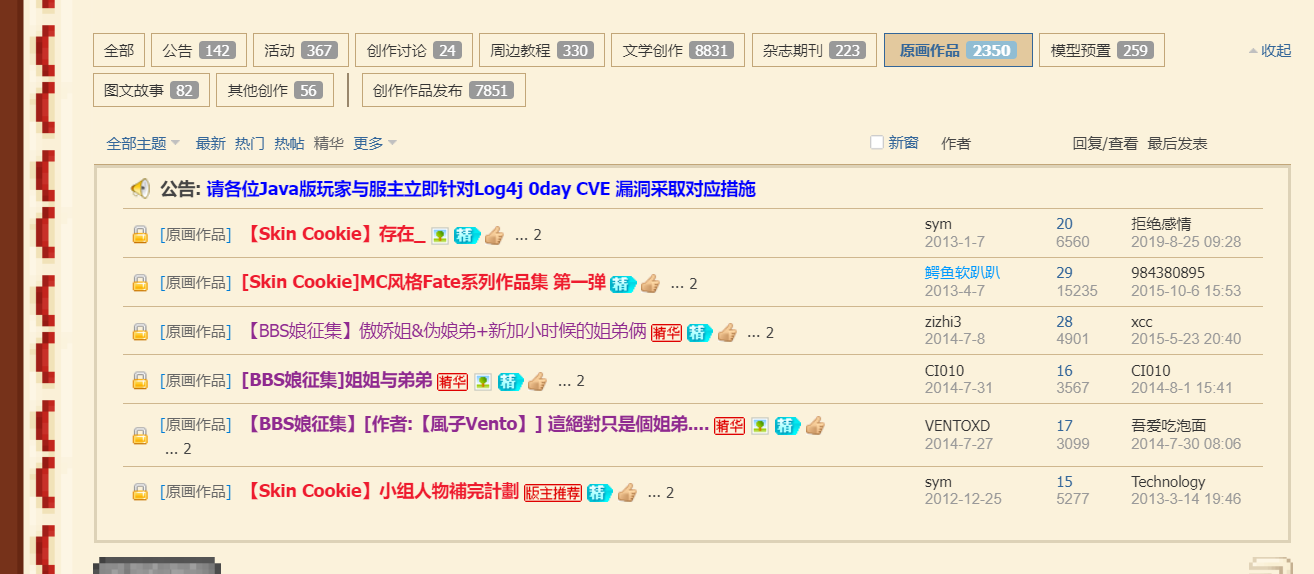 全部 公告 142 活动 367 创作讨论 24 周边教程 330 文学创作 8831 杂志期刊 223 原画作品 2350 模型预置 259 收起
图文故事 82 其他创作 56 创作作品发布 7851
全部主题 最新 热门 热帖 精华 更多 新窗 作者 回复/查看 最后发表
公告: 请各位Java版玩家与服主立即针对Log4j 0day CVE 漏洞采取对应措施
[原画作品] 【Skin Cookie】存在_ 精 ... 2 sym 20 拒绝感情
2013-1-7 6560 2019-8-25 09:28
[原画作品] [Skin Cookie]MC风格Fate系列作品集 第一弹 精 ... 2 鳄鱼软趴趴 29 984380895
2013-4-7 15235 2015-10-6 15:53
[原画作品] 【BBS娘征集】傲娇姐&伪娘弟+新加小时候的姐弟俩 精华 精 ... 2 zizhi3 28 xcc
2014-7-8 4901 2015-5-23 20:40
[原画作品] [BBS娘征集]姐姐与弟弟 精华 精 ... 2 CI010 16 CI010
2014-7-31 3567 2014-8-1 15:41
[原画作品] 【BBS娘征集】[作者:【風子Vento】] 這絕對只是個姐弟.... 精华 精 VENTOXD 17 吾爱吃泡面
... 2 2014-7-27 3099 2014-7-30 08:06
[原画作品] 【Skin Cookie】小组人物補完計劃 版主推荐 精 ... 2 sym 15 Technology
2012-12-25 5277 2013-3-14 19:46